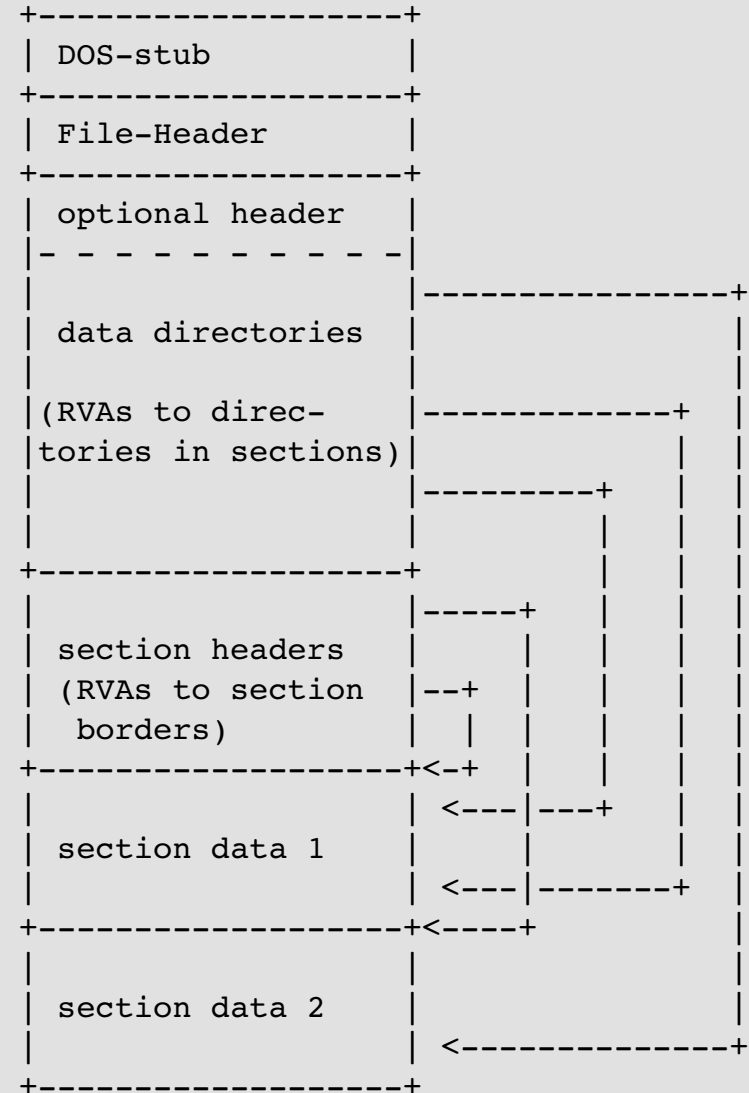 DOS-stub
File-Header
optional header
data directories
(RVAs to direc-
tories in sections)
section headers
(RVAs to section
borders)
section data 1
section data 2